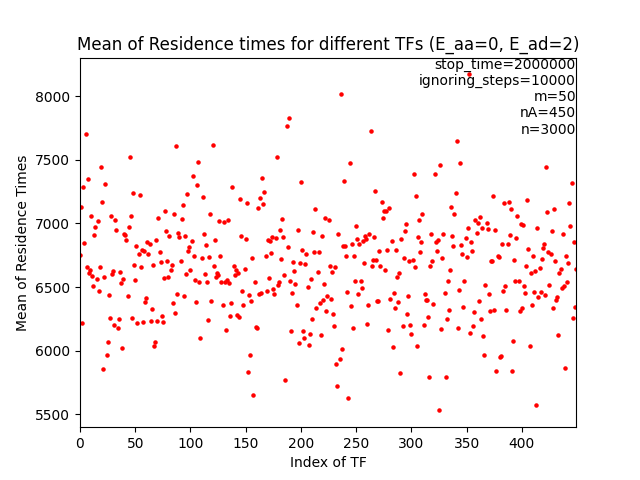 Mean of Residence times for different TFs (E_aa=0, E_ad=2)
stop_time=2000000
ignoring_steps=10000
m=50
nA=450
n=3000
Mean of Residence Times
8000
7500
7000
6500
6000
5500
0 50 100 150 200 250 300 350 400
Index of TF